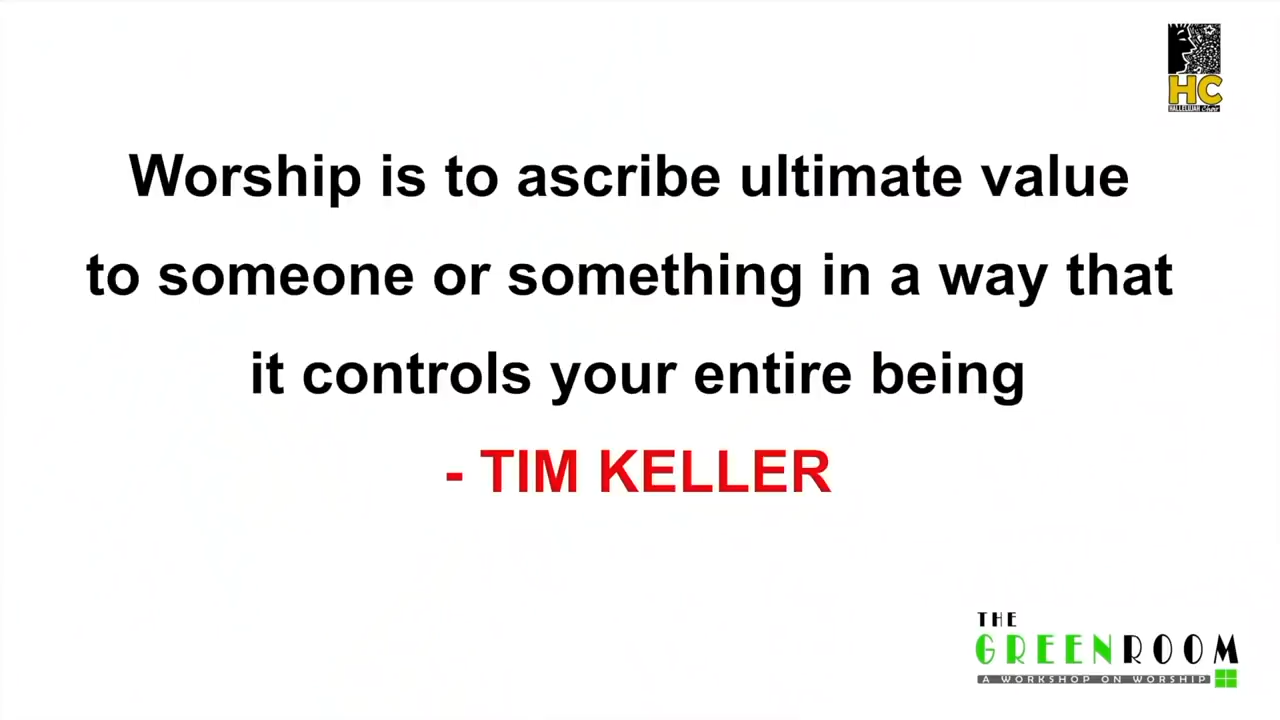 HC
HALLELUJAH
Worship is to ascribe ultimate value
to someone or something in a way that
it controls your entire being
- TIM KELLER
THE
GREENROOM
A WORKSHOP ON WORSHIP